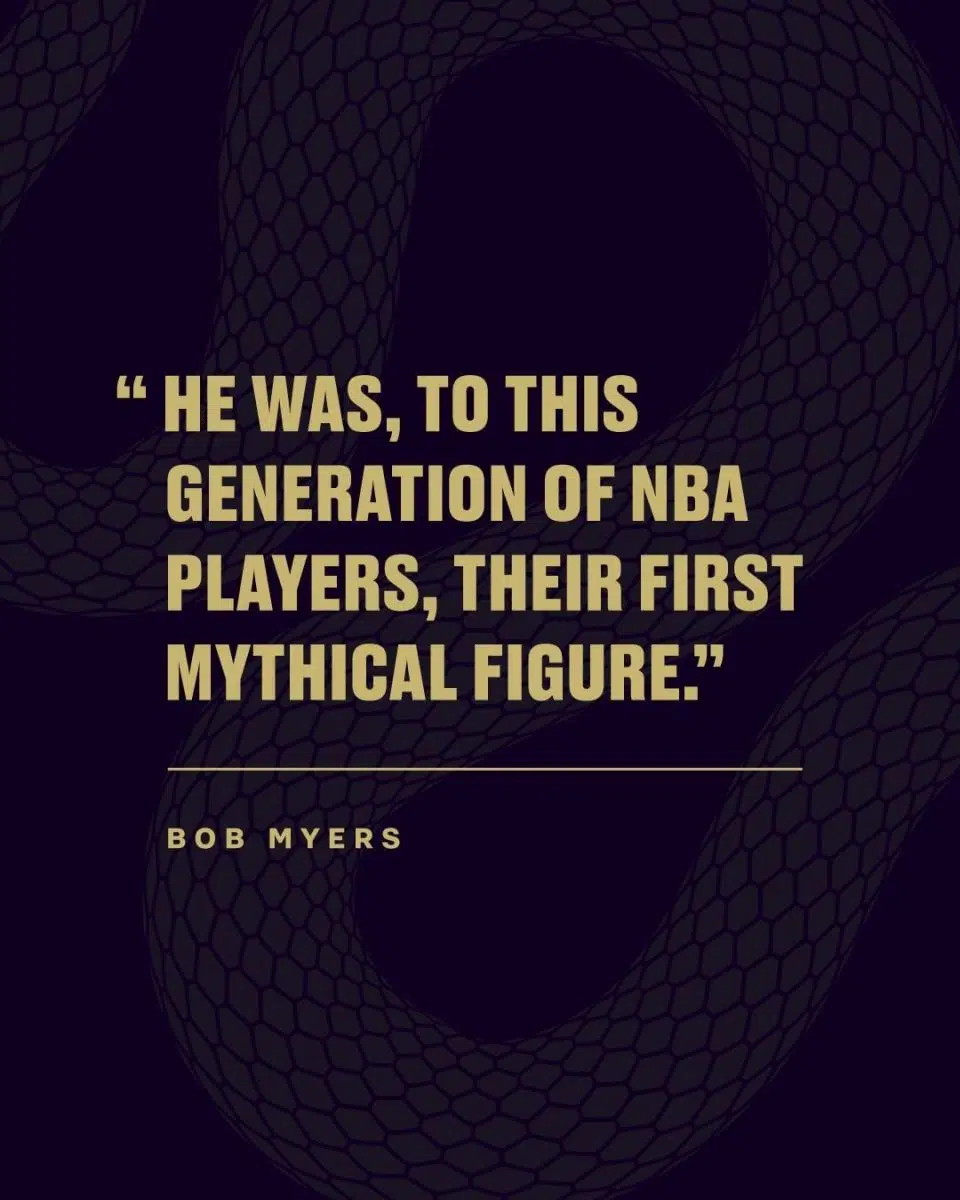 “ HE WAS, TO THIS
GENERATION OF NBA
PLAYERS, THEIR FIRST
MYTHICAL FIGURE.”
BOB MYERS